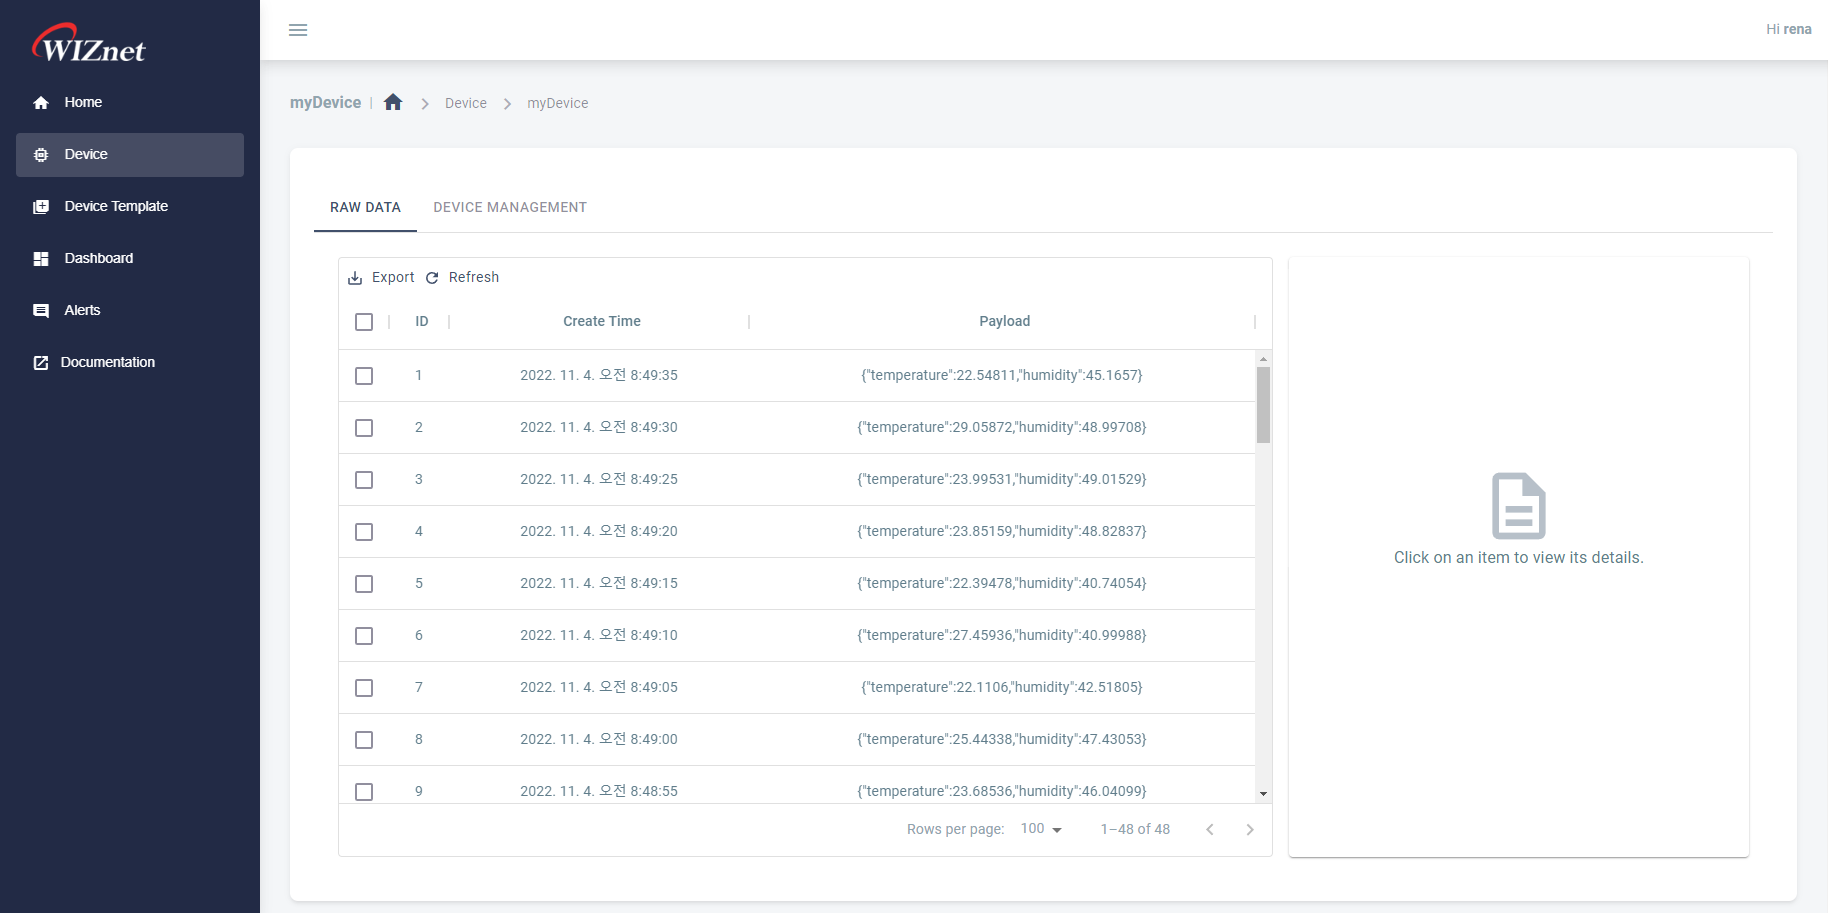 WIZnet
Hi rena
Home
Device
Device Template
Dashboard
Alerts
Documentation
myDevice | Device myDevice
RAW DATA DEVICE MANAGEMENT
Export Refresh
ID Create Time Payload
1 2022. 11. 4. 오전 8:49:35 {"temperature":22.54811,"humidity":45.1657}
2 2022. 11. 4. 오전 8:49:30 {"temperature":29.05872,"humidity":48.99708}
3 2022. 11. 4. 오전 8:49:25 {"temperature":23.99531,"humidity":49.01529}
4 2022. 11. 4. 오전 8:49:20 {"temperature":23.85159,"humidity":48.82837}
5 2022. 11. 4. 오전 8:49:15 {"temperature":22.39478,"humidity":40.74054}
6 2022. 11. 4. 오전 8:49:10 {"temperature":27.45936,"humidity":40.99988}
7 2022. 11. 4. 오전 8:49:05 {"temperature":22.1106,"humidity":42.51805}
8 2022. 11. 4. 오전 8:49:00 {"temperature":25.44338,"humidity":47.43053}
9 2022. 11. 4. 오전 8:48:55 {"temperature":23.68536,"humidity":46.04099}
Rows per page: 100 1–48 of 48
Click on an item to view its details.